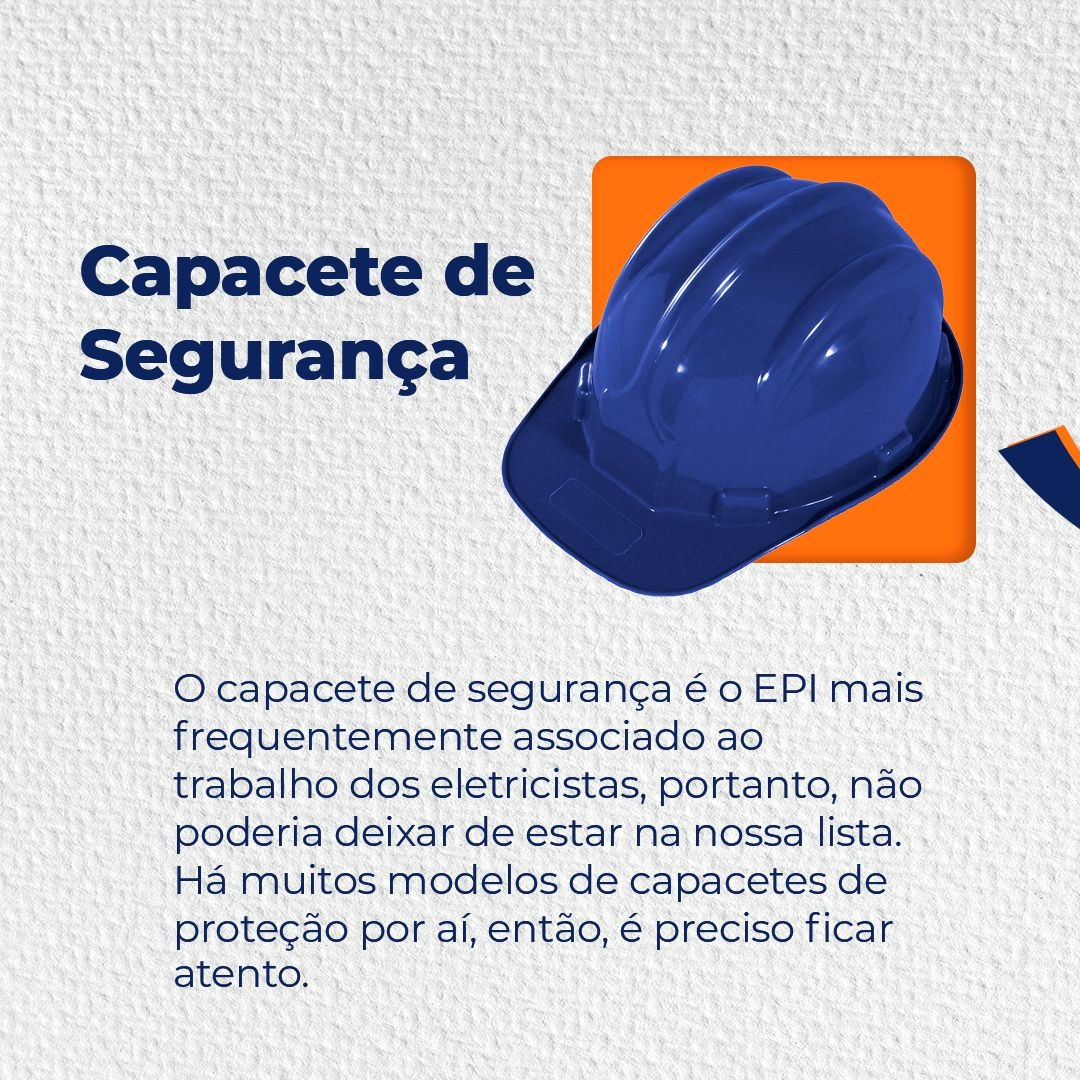 Capacete de
Segurança
O capacete de segurança é o EPI mais
frequentemente associado ao
trabalho dos eletricistas, portanto, não
poderia deixar de estar na nossa lista.
Há muitos modelos de capacetes de
proteção por aí, então, é preciso ficar
atento.